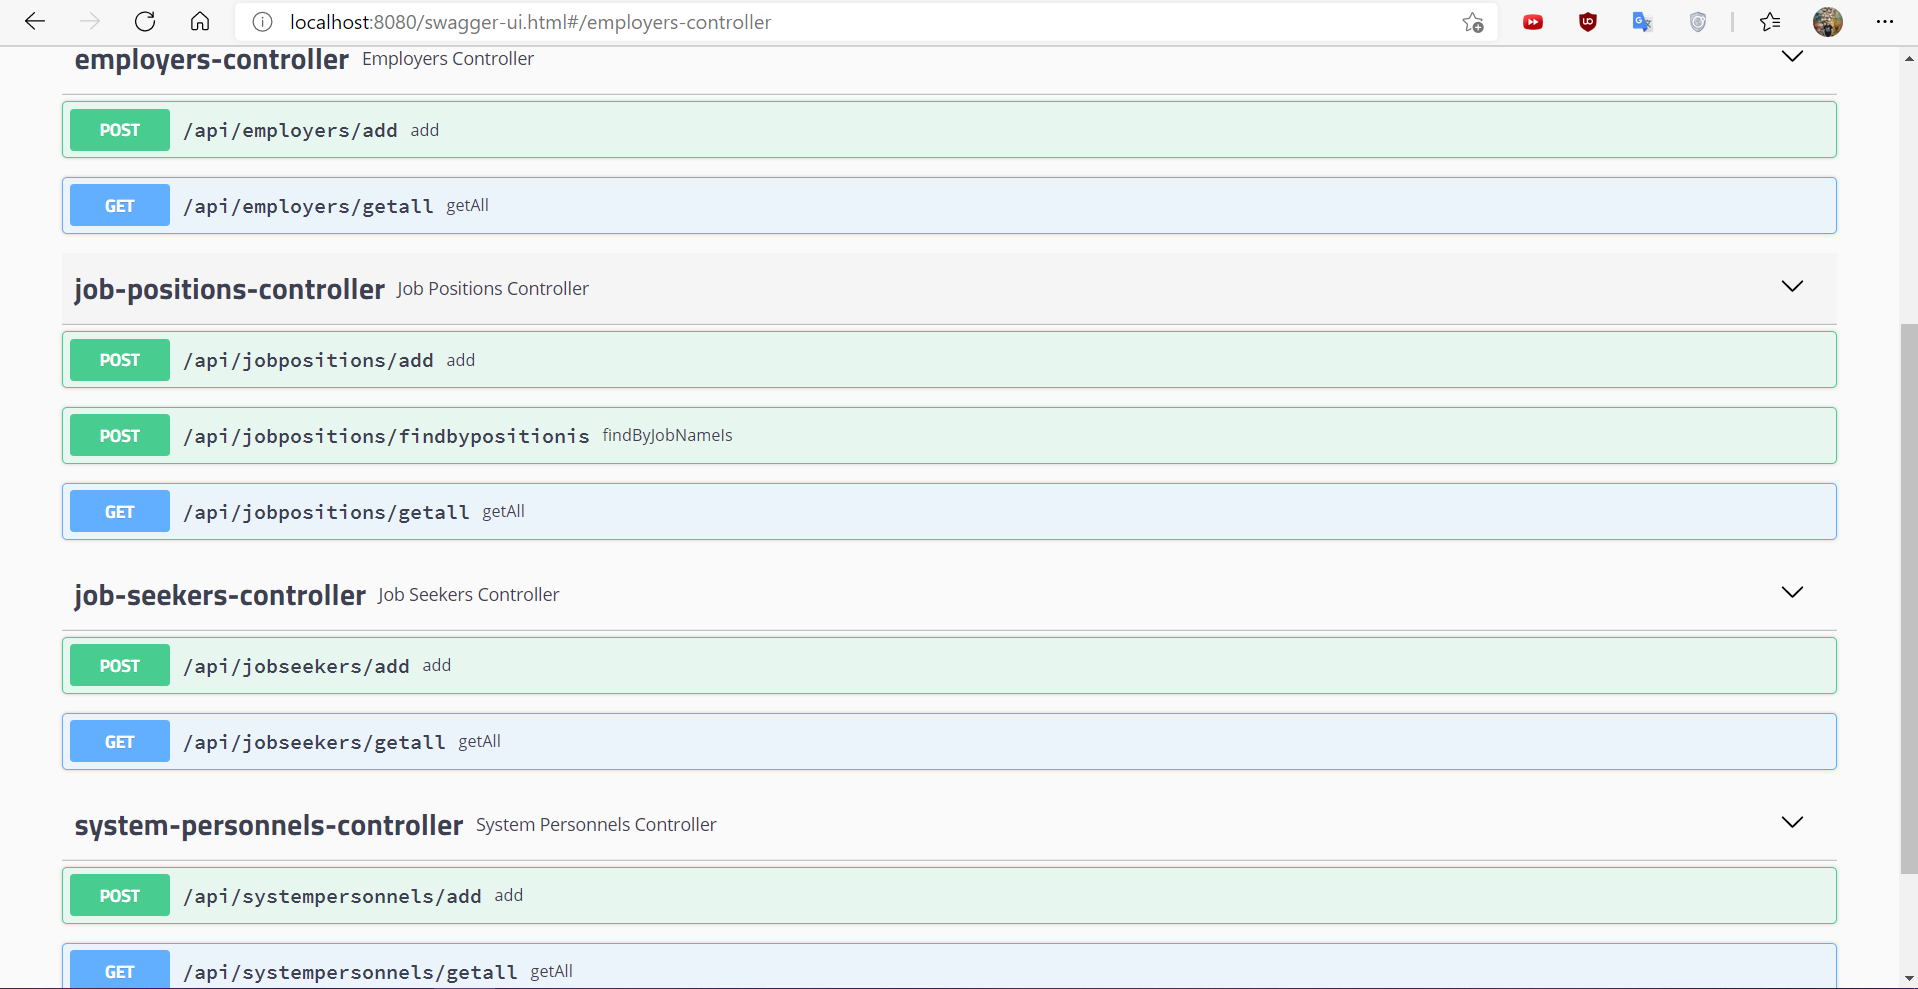 localhost:8080/swagger-ui.html#/employers-controller
employers-controller Employers Controller
POST /api/employers/add add
GET /api/employers/getall getAll
job-positions-controller Job Positions Controller
POST /api/jobpositions/add add
POST /api/jobpositions/findbypositionis findByJobNameIs
GET /api/jobpositions/getall getAll
job-seekers-controller Job Seekers Controller
POST /api/jobseekers/add add
GET /api/jobseekers/getall getAll
system-personnels-controller System Personnels Controller
POST /api/systempersonnels/add add
GET /api/systempersonnels/getall getAll